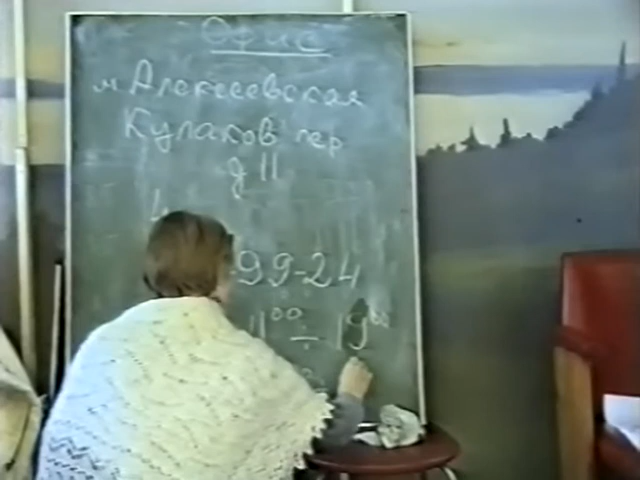 Офис
м Алексеевская
Кулаков пер
д 11
-99-24
11⁰⁰ ÷ 19⁰⁰